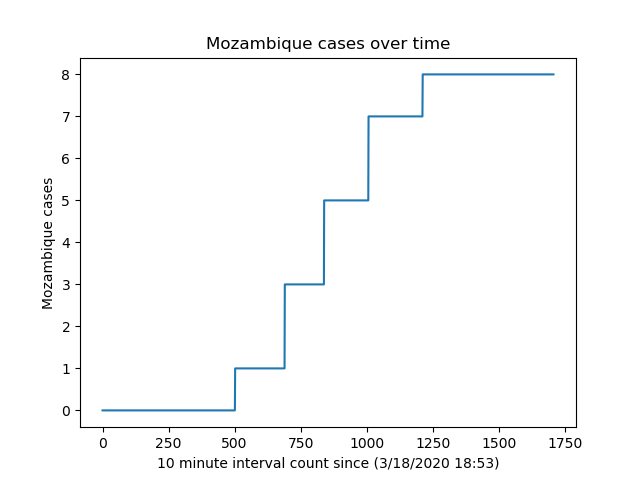 Mozambique cases over time
8
7
6
5
4
3
2
1
0
Mozambique cases
0 250 500 750 1000 1250 1500 1750
10 minute interval count since (3/18/2020 18:53)